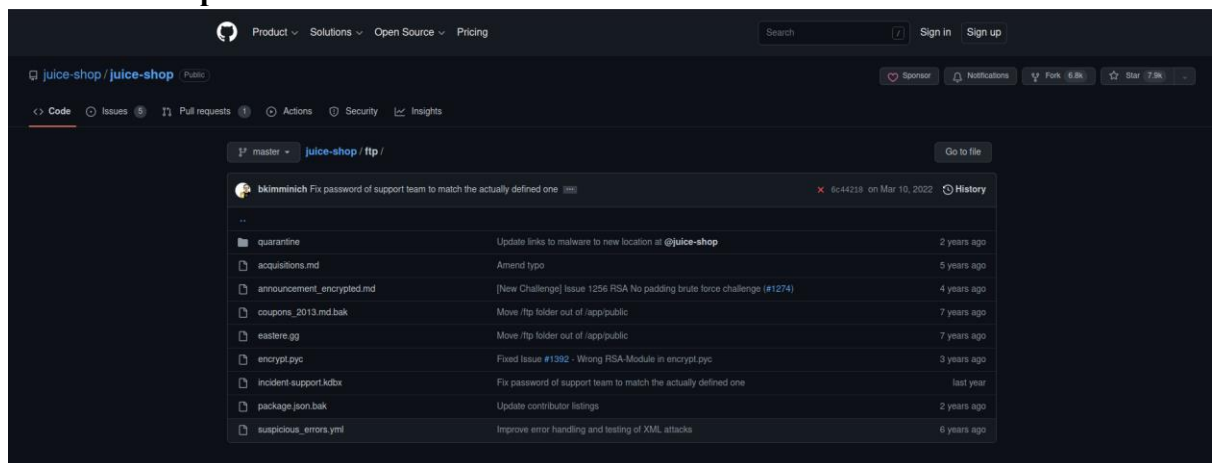 Product Solutions Open Source Pricing Search / Sign in Sign up
juice-shop / juice-shop Public Sponsor Notifications Fork 6.8k Star 7.9k
<> Code Issues 5 Pull requests 1 Actions Security Insights
master juice-shop / ftp / Go to file
bkimminich Fix password of support team to match the actually defined one ... 6c44218 on Mar 10, 2022 History
..
quarantine Update links to malware to new location at @juice-shop 2 years ago
acquisitions.md Amend typo 5 years ago
announcement_encrypted.md [New Challenge] Issue 1256 RSA No padding brute force challenge (#1274) 4 years ago
coupons_2013.md.bak Move /ftp folder out of /app/public 7 years ago
eastere.gg Move /ftp folder out of /app/public 7 years ago
encrypt.pyc Fixed Issue #1392 - Wrong RSA-Module in encrypt.pyc 3 years ago
incident-support.kdbx Fix password of support team to match the actually defined one last year
package.json.bak Update contributor listings 2 years ago
suspicious_errors.yml Improve error handling and testing of XML attacks 6 years ago